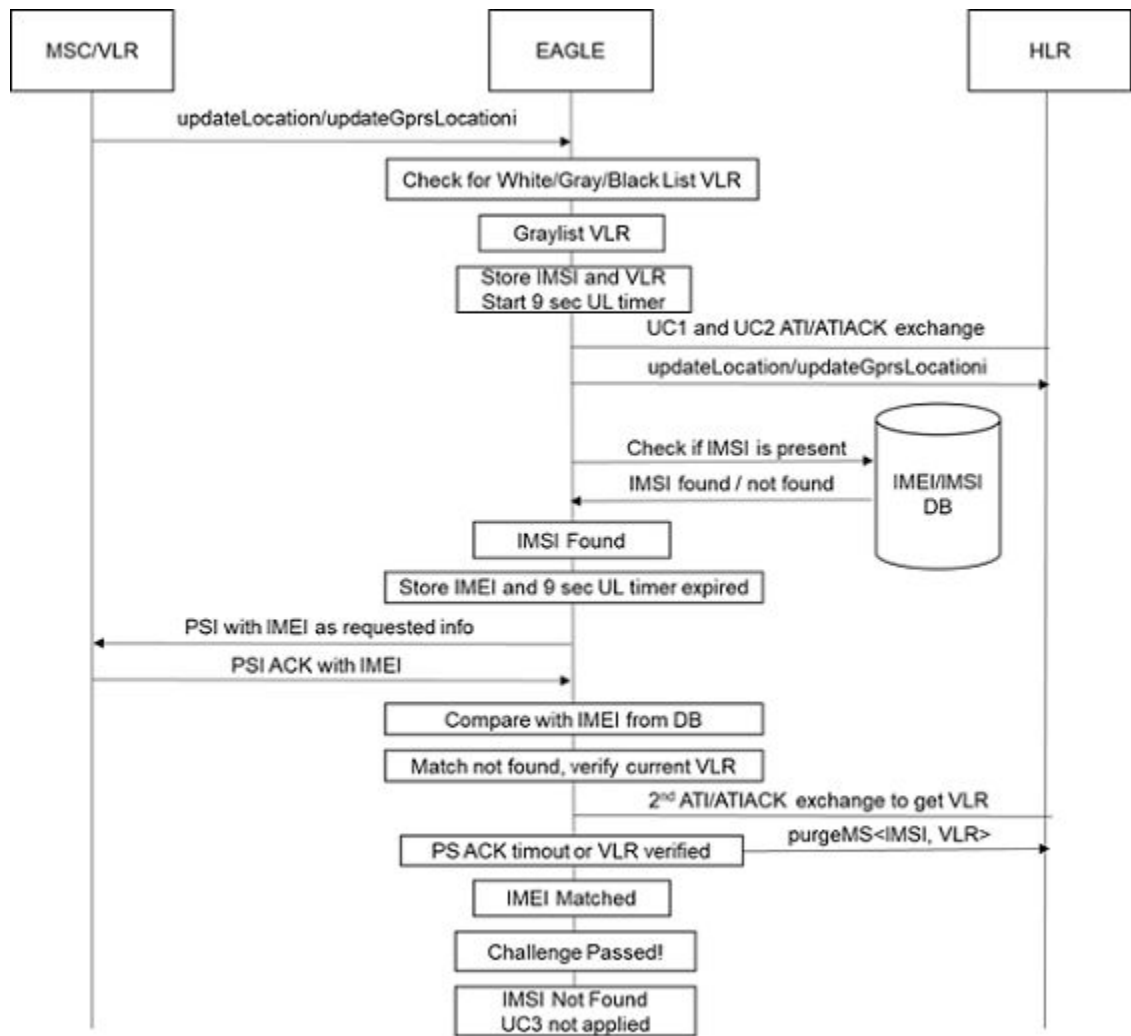 MSC/VLR
EAGLE
HLR
updateLocation/updateGprsLocationi
Check for White/Gray/Black List VLR
Graylist VLR
Store IMSI and VLR
Start 9 sec UL timer
UC1 and UC2 ATI/ATIACK exchange
updateLocation/updateGprsLocationi
Check if IMSI is present
IMSI found / not found
IMEI/IMSI
DB
IMSI Found
Store IMEI and 9 sec UL timer expired
PSI with IMEI as requested info
PSI ACK with IMEI
Compare with IMEI from DB
Match not found, verify current VLR
2nd ATI/ATIACK exchange to get VLR
purgeMS<IMSI, VLR>
PS ACK timout or VLR verified
IMEI Matched
Challenge Passed!
IMSI Not Found
UC3 not applied